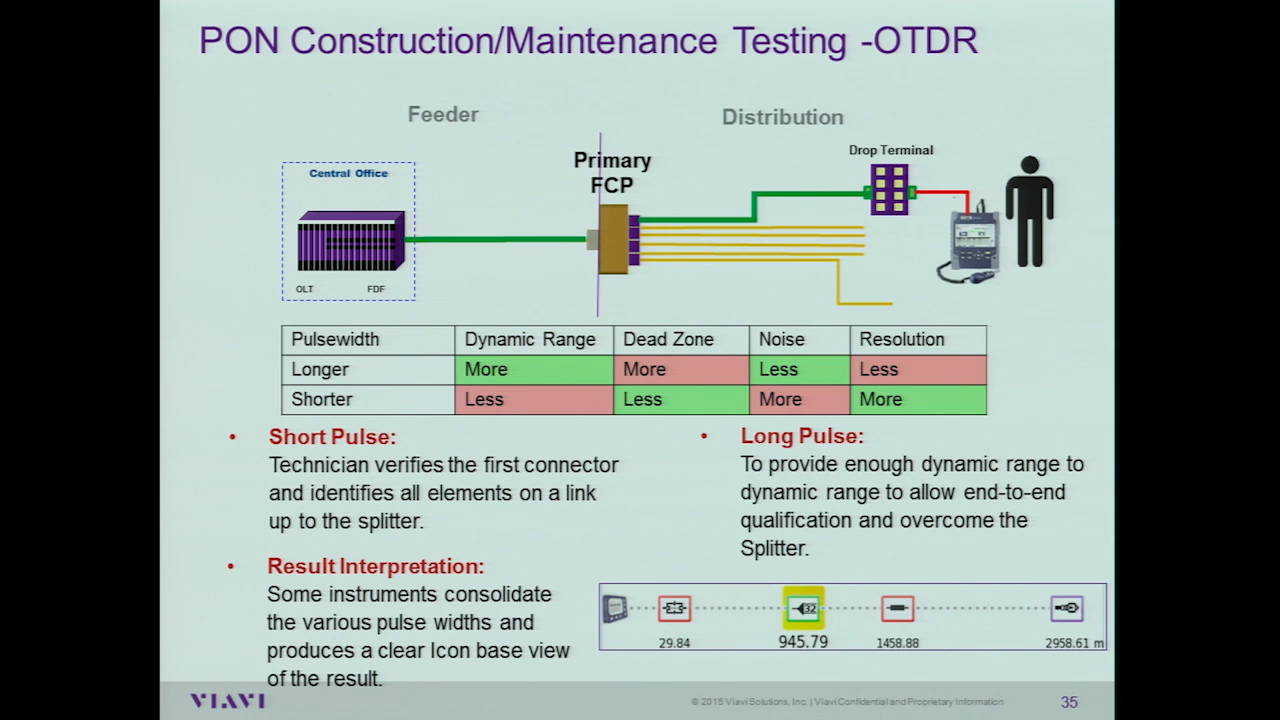 PON Construction/Maintenance Testing -OTDR
Feeder
Distribution
Primary
FCP
Drop Terminal
Central Office
OLT
FDF
Pulsewidth Dynamic Range Dead Zone Noise Resolution
Longer More More Less Less
Shorter Less Less More More
• Short Pulse:
Technician verifies the first connector
and identifies all elements on a link
up to the splitter.
• Long Pulse:
To provide enough dynamic range to
dynamic range to allow end-to-end
qualification and overcome the
Splitter.
• Result Interpretation:
Some instruments consolidate
the various pulse widths and
produces a clear Icon base view
of the result.
32
29.84 945.79 1458.88 2958.61 m
VIAVI
© 2015 Viavi Solutions, Inc. | Viavi Confidential and Proprietary Information
35